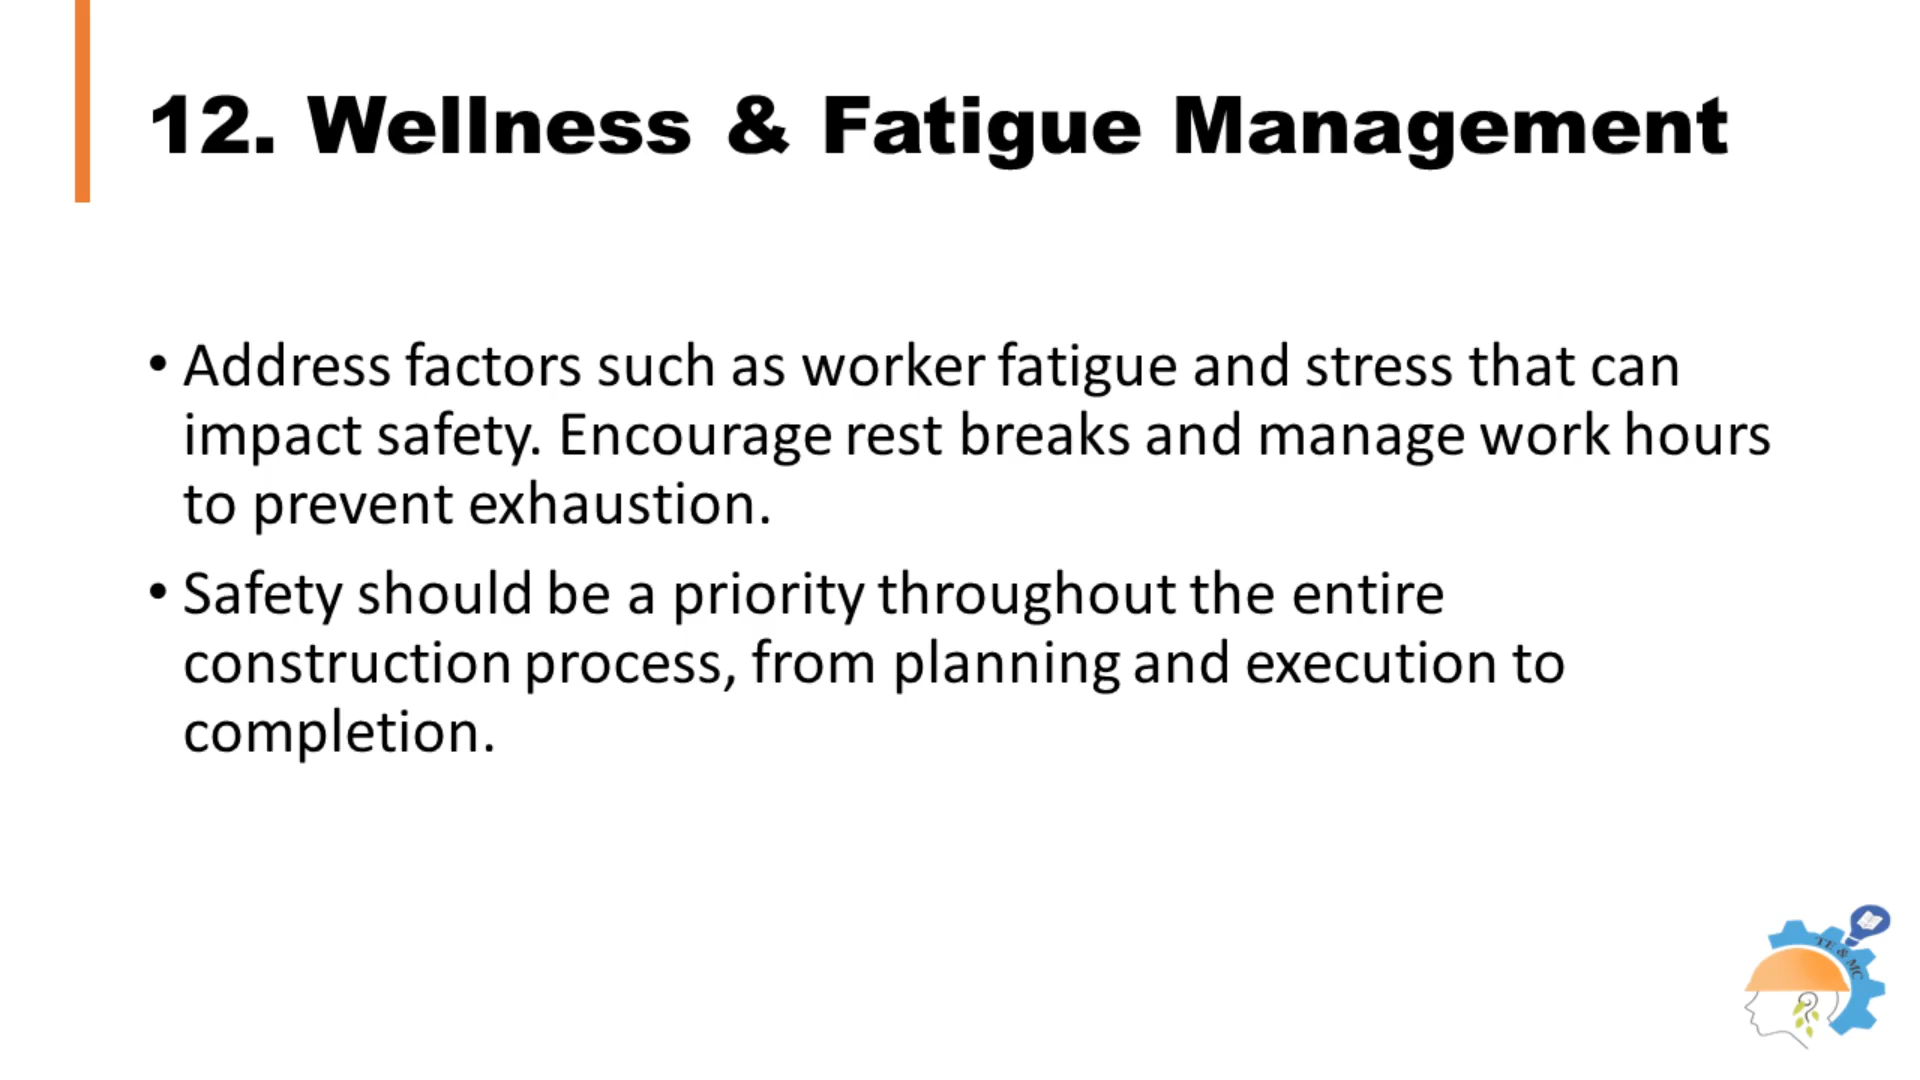 12. Wellness & Fatigue Management
• Address factors such as worker fatigue and stress that can
impact safety. Encourage rest breaks and manage work hours
to prevent exhaustion.
• Safety should be a priority throughout the entire
construction process, from planning and execution to
completion.
TE & MC